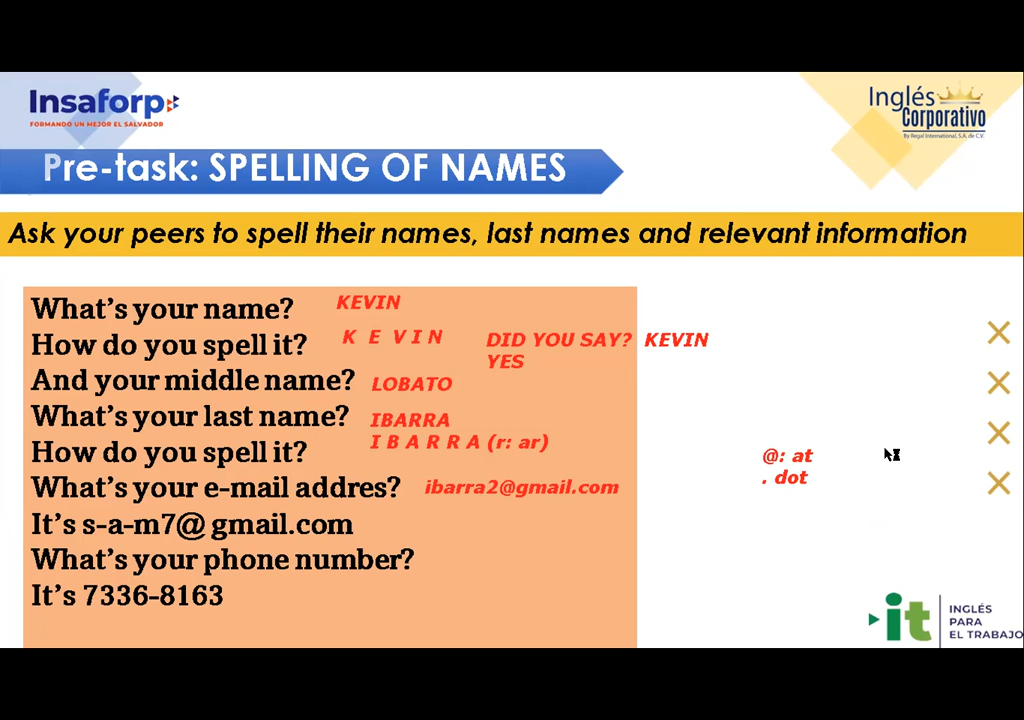 Insaforp
FORMANDO UN MEJOR EL SALVADOR
Inglés
Corporativo
By Regal International, S.A. de C.V.
Pre-task: SPELLING OF NAMES
Ask your peers to spell their names, last names and relevant information
What's your name? KEVIN
How do you spell it? K E V I N DID YOU SAY? KEVIN
YES
And your middle name? LOBATO
What's your last name? IBARRA
How do you spell it? I B A R R A (r: ar)
@: at
. dot
What's your e-mail addres? ibarra2@gmail.com
It's s-a-m7@ gmail.com
What's your phone number?
It's 7336-8163
it
INGLÉS
PARA
EL TRABAJO